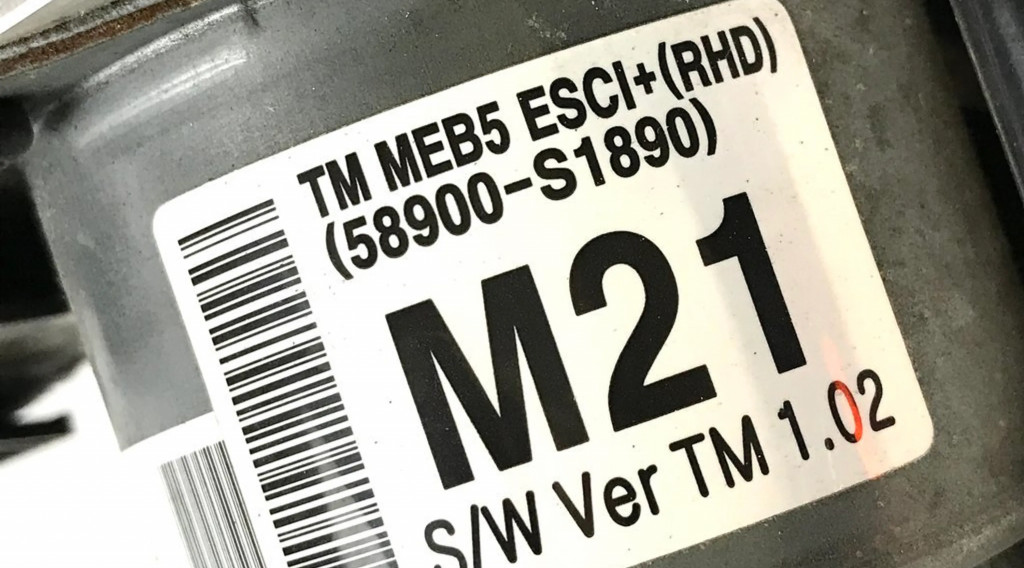 TM MEB5 ESCI+(RHD)
(58900-S1890)
M21
S/W Ver TM 1.02